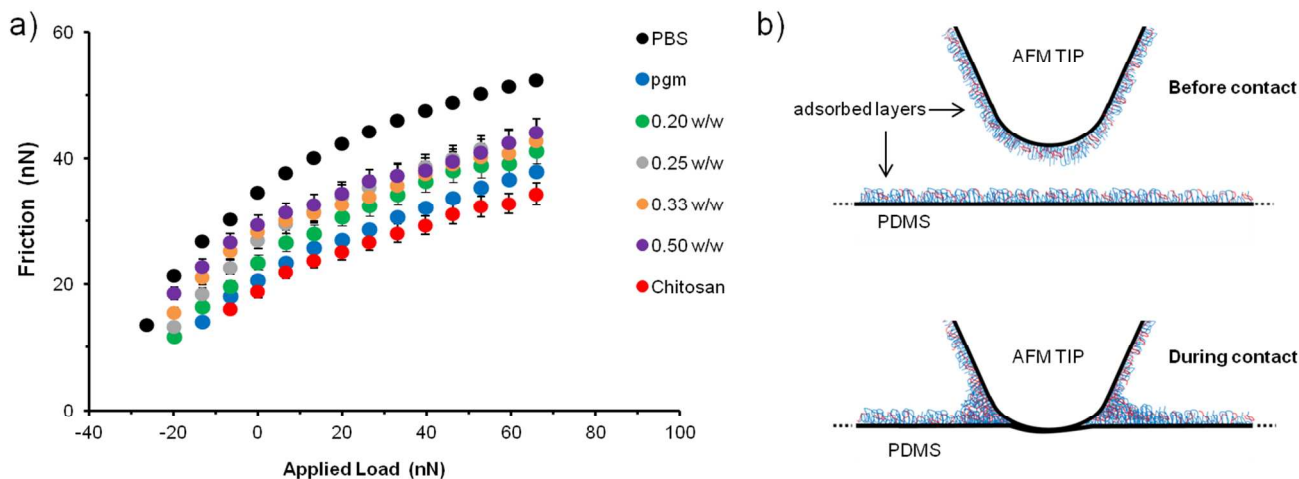 a)
60
40
20
0
Friction (nN)
-40
-20
0
20
40
60
80
100
Applied Load (nN)
PBS
pgm
0.20 w/w
0.25 w/w
0.33 w/w
0.50 w/w
Chitosan
b)
AFM TIP
Before contact
adsorbed layers
PDMS
AFM TIP
During contact
PDMS